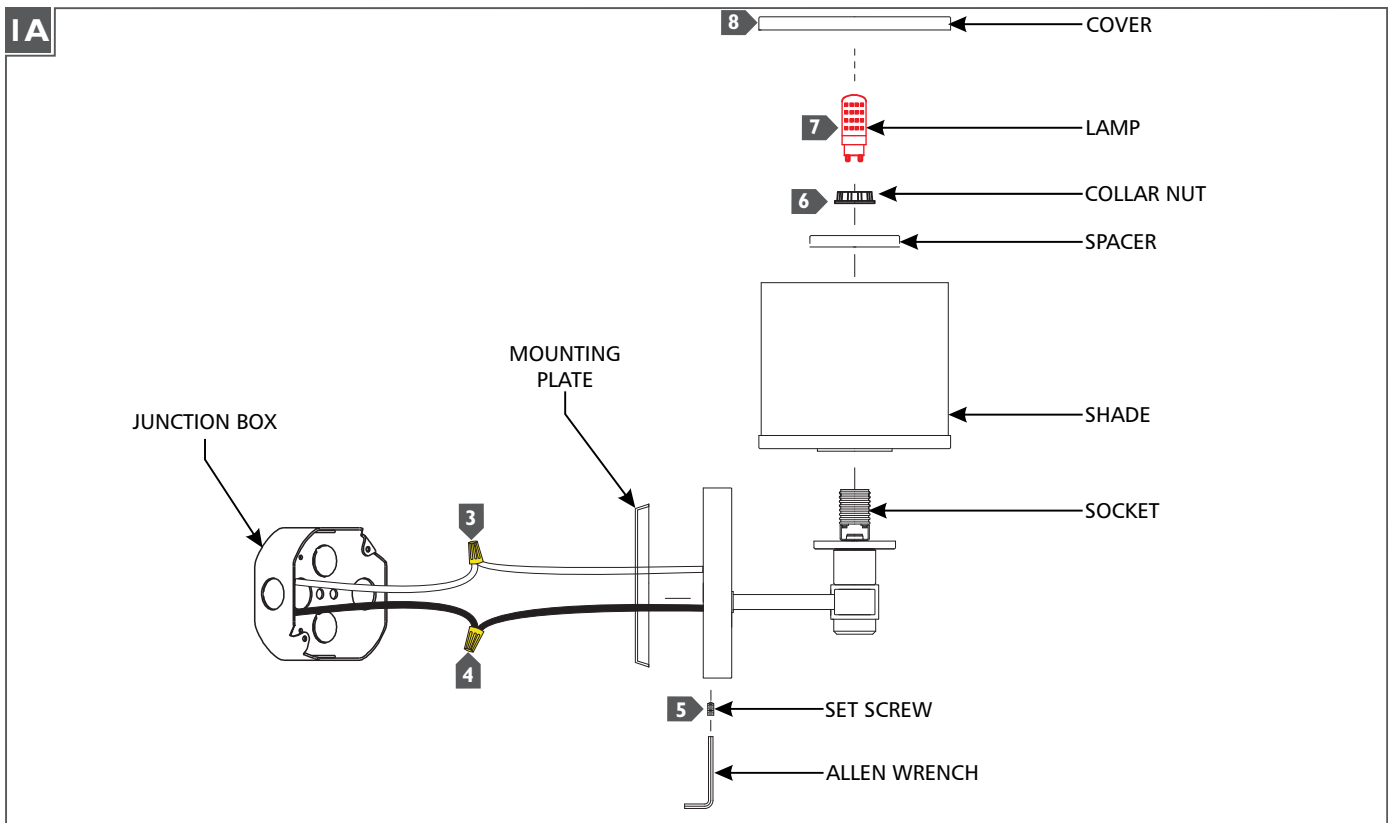 1A
8
COVER
7
LAMP
6
COLLAR NUT
SPACER
MOUNTING
PLATE
JUNCTION BOX
SHADE
3
SOCKET
4
5
SET SCREW
ALLEN WRENCH